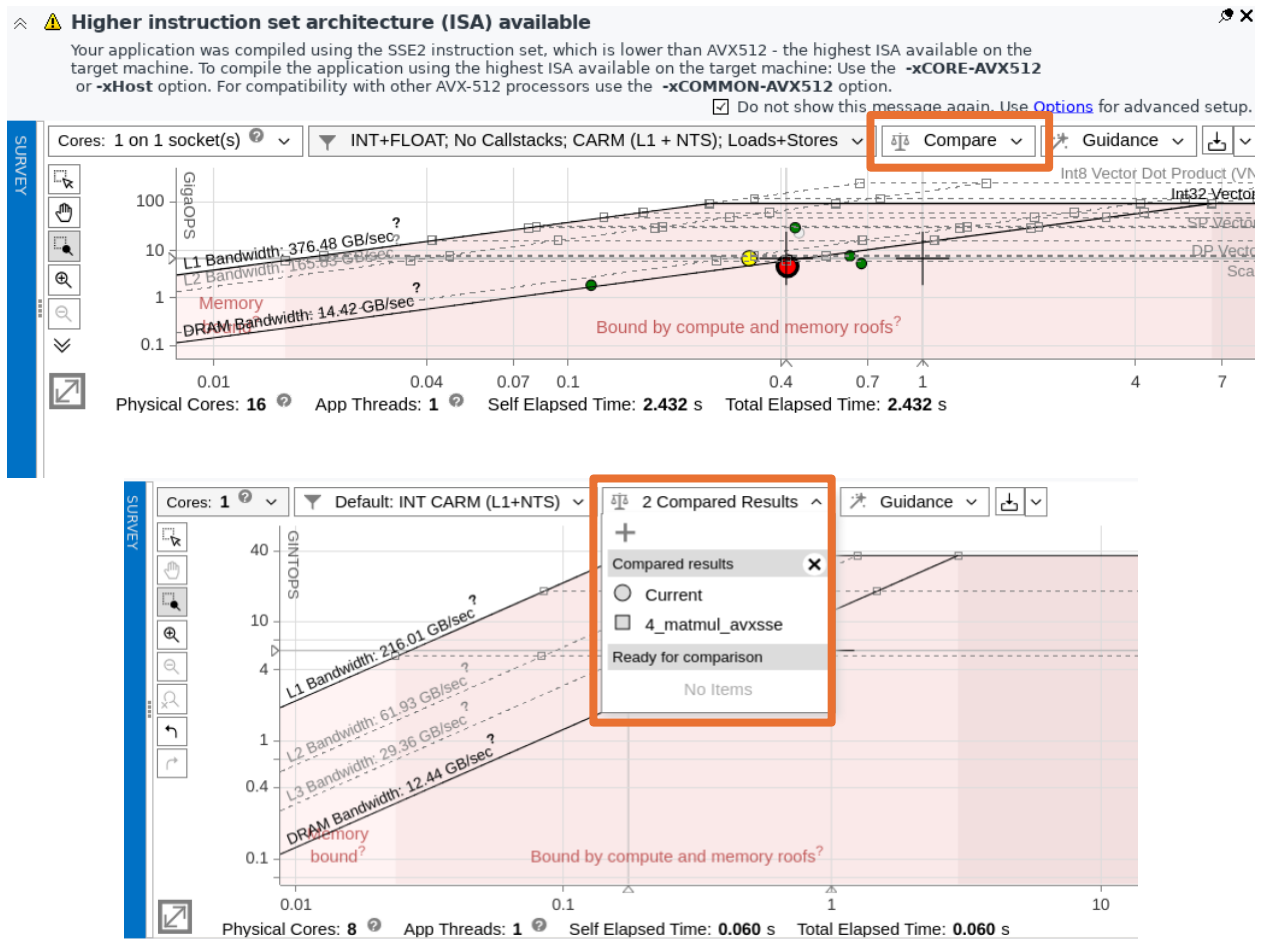 Higher instruction set architecture (ISA) available
Your application was compiled using the SSE2 instruction set, which is lower than AVX512 - the highest ISA available on the
target machine. To compile the application using the highest ISA available on the target machine: Use the -xCORE-AVX512
or -xHost option. For compatibility with other AVX-512 processors use the -xCOMMON-AVX512 option.
Do not show this message again. Use Options for advanced setup.
SURVEY
Cores: 1 on 1 socket(s) ?
INT+FLOAT; No Callstacks; CARM (L1 + NTS); Loads+Stores
Compare
Guidance
GigaOPS
100
10
1
0.1
Int8 Vector Dot Product (VN
Int32 Vector
SP Vecto
DP Vecto
Sca
L1 Bandwidth: 376.48 GB/sec?
L2 Bandwidth: 165.83 GB/sec?
DRAM Bandwidth: 14.42 GB/sec?
Memory
bound?
Bound by compute and memory roofs?
0.01 0.04 0.07 0.1 0.4 0.7 1 4 7
Physical Cores: 16 ? App Threads: 1 ? Self Elapsed Time: 2.432 s Total Elapsed Time: 2.432 s
SURVEY
Cores: 1 ?
Default: INT CARM (L1+NTS)
2 Compared Results
Guidance
Compared results
Current
4_matmul_avxsse
Ready for comparison
No Items
GINTOPS
40
10
4
1
0.4
0.1
L1 Bandwidth: 216.01 GB/sec?
L2 Bandwidth: 61.93 GB/sec?
L3 Bandwidth: 29.36 GB/sec?
DRAM Bandwidth: 12.44 GB/sec?
Memory
bound?
Bound by compute and memory roofs?
0.01 0.1 1 10
Physical Cores: 8 ? App Threads: 1 ? Self Elapsed Time: 0.060 s Total Elapsed Time: 0.060 s